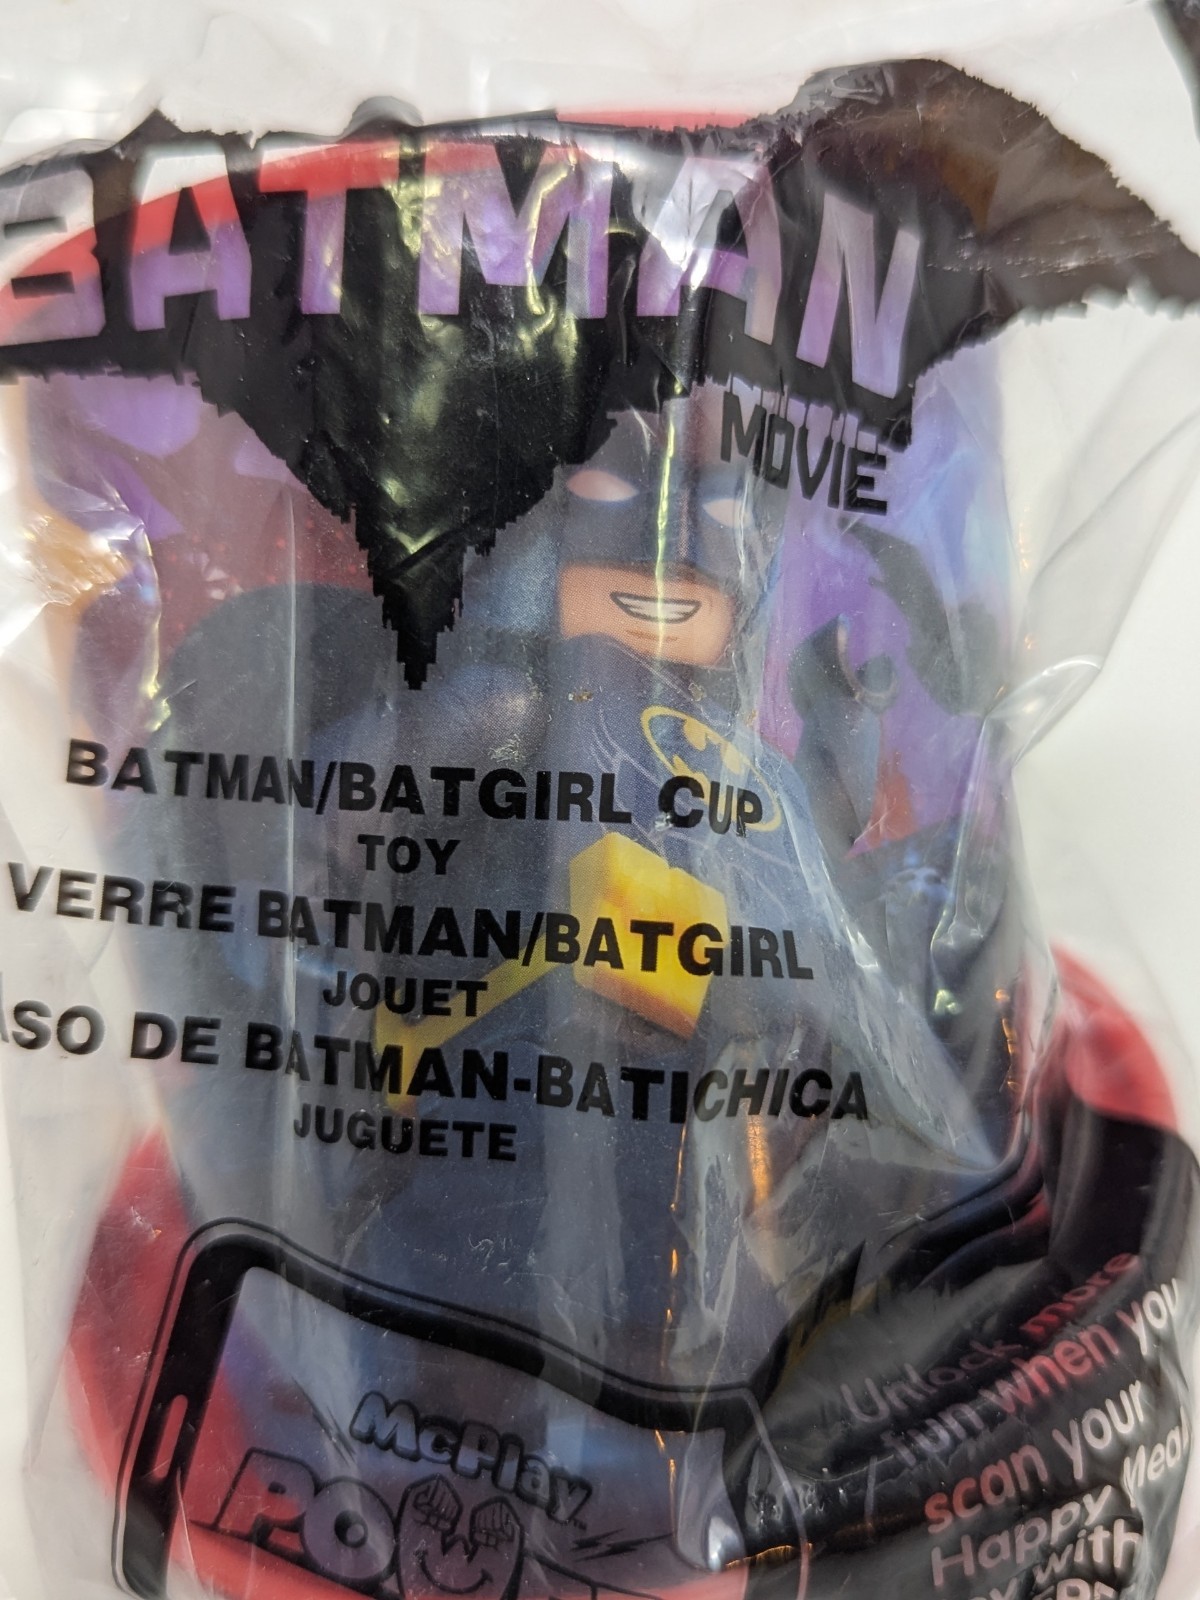 BATMAN
MOVIE
BATMAN/BATGIRL CUP
TOY
VERRE BATMAN/BATGIRL
JOUET
ASO DE BATMAN-BATICHICA
JUGUETE
McPlay
Unlock more
fun when you
scan your
Happy Meal
with